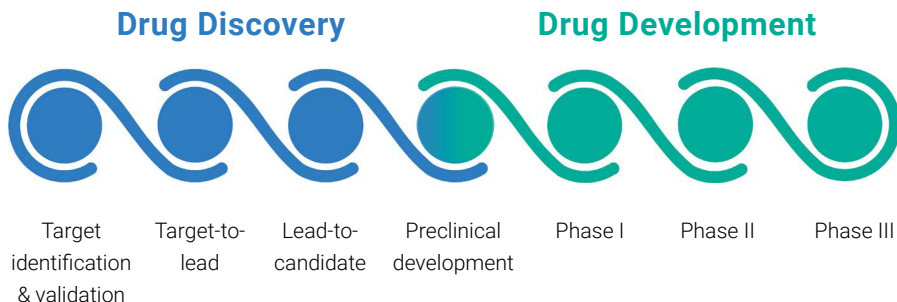 Drug Discovery
Drug Development
Target
identification
& validation
Target-to-
lead
Lead-to-
candidate
Preclinical
development
Phase I
Phase II
Phase III